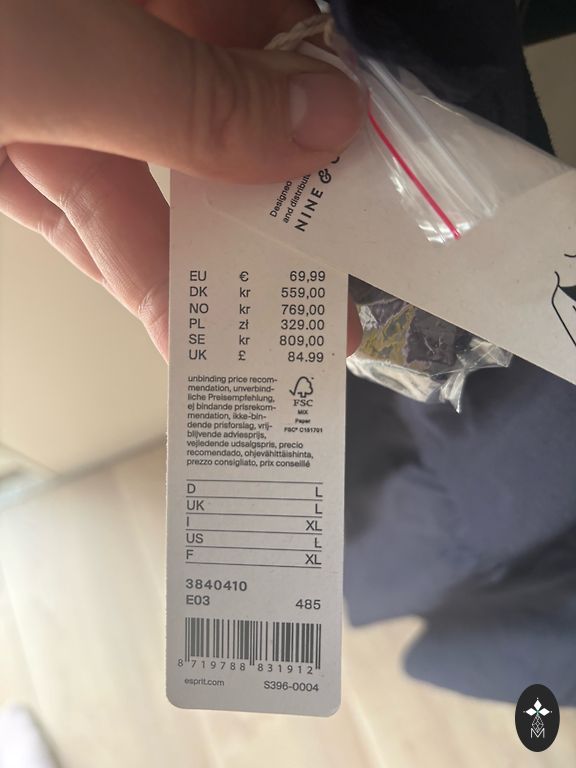 Designed
and distribut
NINE &
EU € 69,99
DK kr 559,00
NO kr 769,00
PL zł 329.00
SE kr 809,00
UK £ 84.99
unbinding price recom-
mendation, unverbind-
liche Preisempfehlung,
ej bindande prisrekom-
mendation, ikke-bin-
dende prisforslag, vrij-
blijvende adviesprijs,
vejledende udsalgspris, precio
recomendado, ohjevähittäishinta,
prezzo consigliato, prix conseillé
FSC
MIX
Paper
FSC® C151701
D L
UK L
I XL
US L
F XL
3840410
E03 485
8 719788 831912
esprit.com S396-0004
M